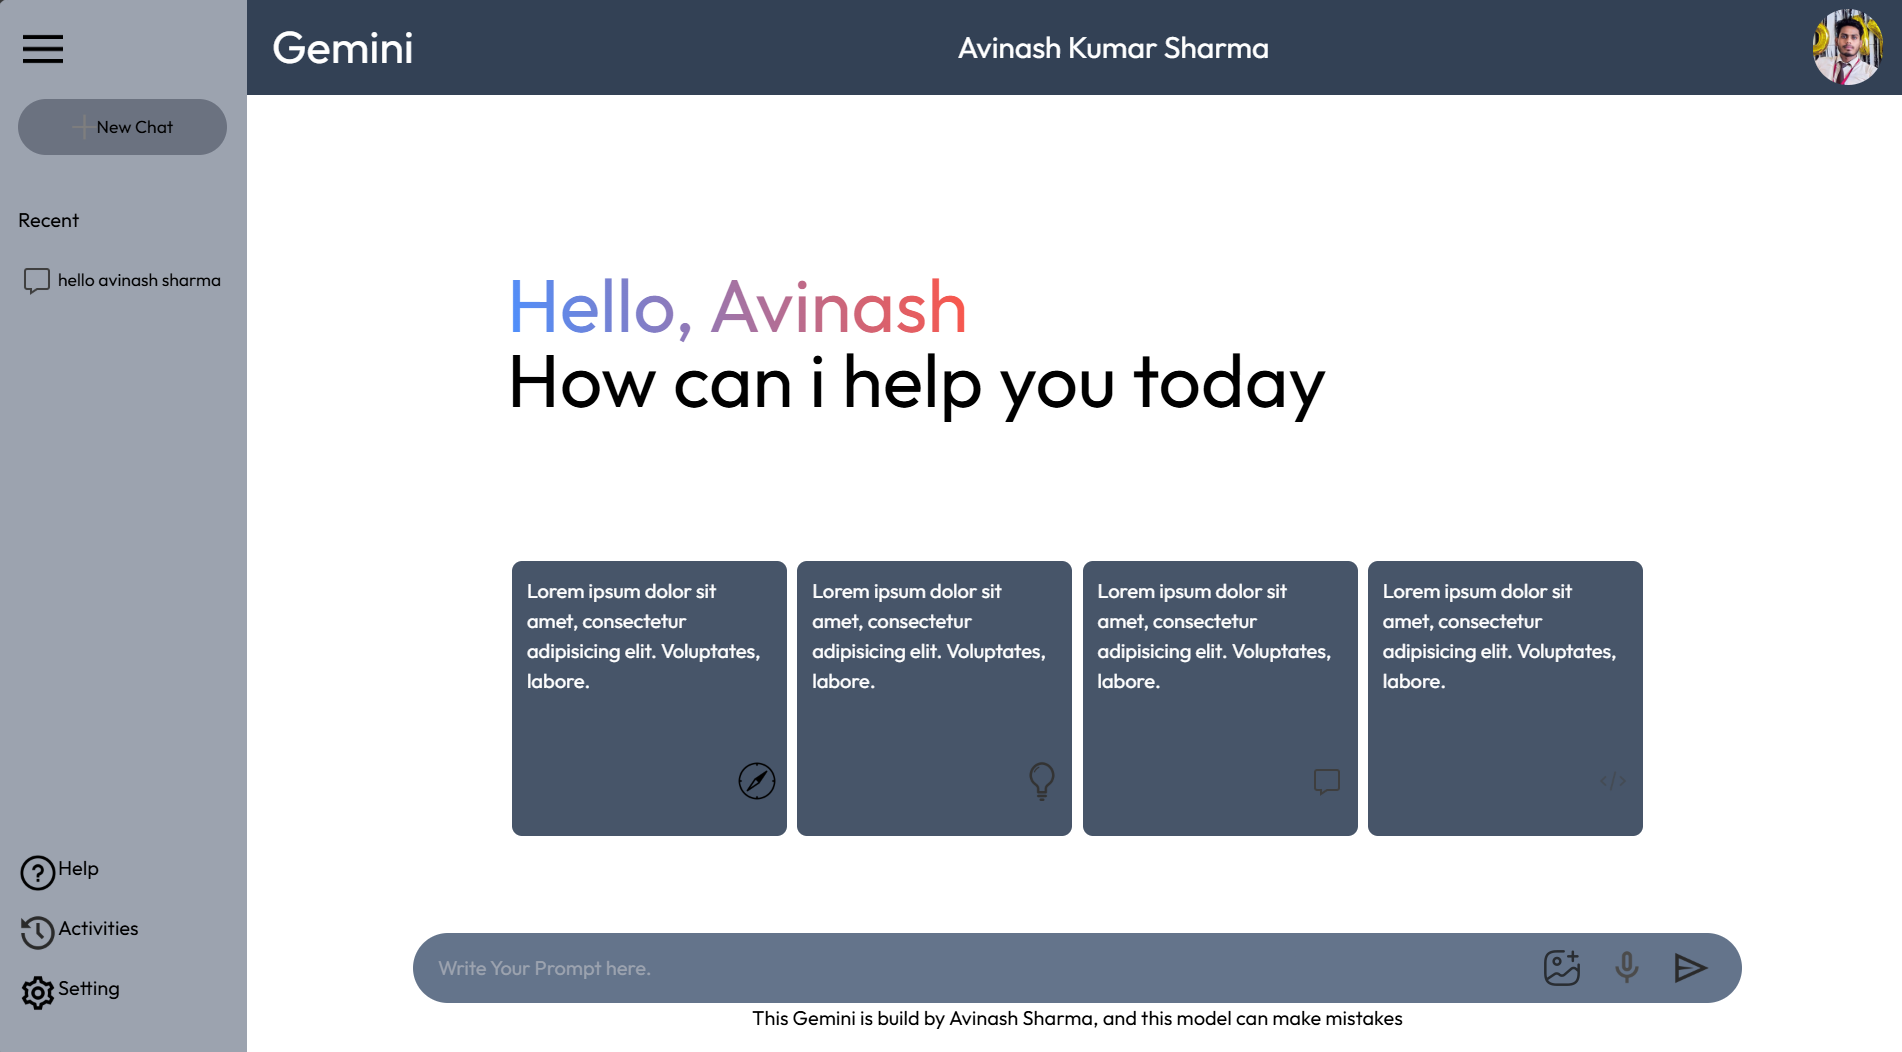 Gemini
Avinash Kumar Sharma
New Chat
Recent
hello avinash sharma
Hello, Avinash
How can i help you today
Lorem ipsum dolor sit
amet, consectetur
adipisicing elit. Voluptates,
labore.
Lorem ipsum dolor sit
amet, consectetur
adipisicing elit. Voluptates,
labore.
Lorem ipsum dolor sit
amet, consectetur
adipisicing elit. Voluptates,
labore.
Lorem ipsum dolor sit
amet, consectetur
adipisicing elit. Voluptates,
labore.
Help
Activities
Setting
Write Your Prompt here.
This Gemini is build by Avinash Sharma, and this model can make mistakes